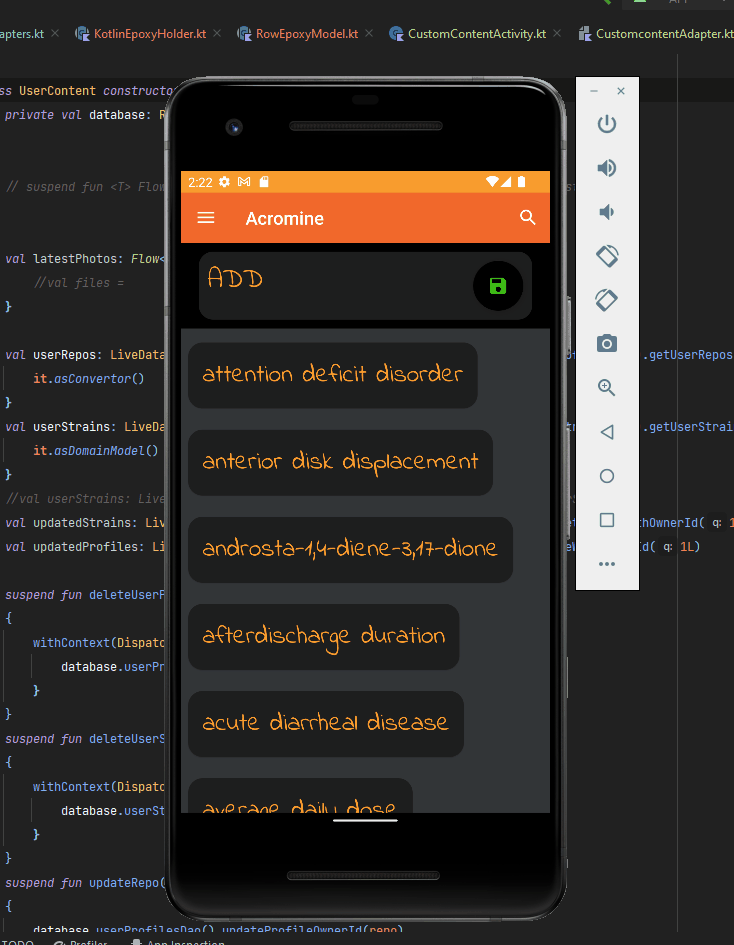 apters.kt KotlinEpoxyHolder.kt RowEpoxyModel.kt CustomContentActivity.kt CustomcontentAdapter.kt
ss UserContent constructo
private val database: R
2:22
// suspend fun <T> Flow
Acromine
val latestPhotos: Flow<
//val files =
ADD
}
val userRepos: LiveData .getUserRepos
it.asConvertor()
attention deficit disorder
}
val userStrains: LiveDa .getUserStrai
it.asDomainModel()
anterior disk displacement
}
//val userStrains: Live
val updatedStrains: Liv thOwnerId( q: 1
val updatedProfiles: Li d( q: 1L)
androsta-1,4-diene-3,17-dione
suspend fun deleteUserP
{
withContext(Dispatc
afterdischarge duration
database.userPr
}
}
acute diarrheal disease
suspend fun deleteUserS
{
withContext(Dispatc
average daily dose
database.userSt
}
}
suspend fun updateRepo(
{
database.userProfilesDao().updateProfileOwnerId(repo)
TODO Profiler App Inspection